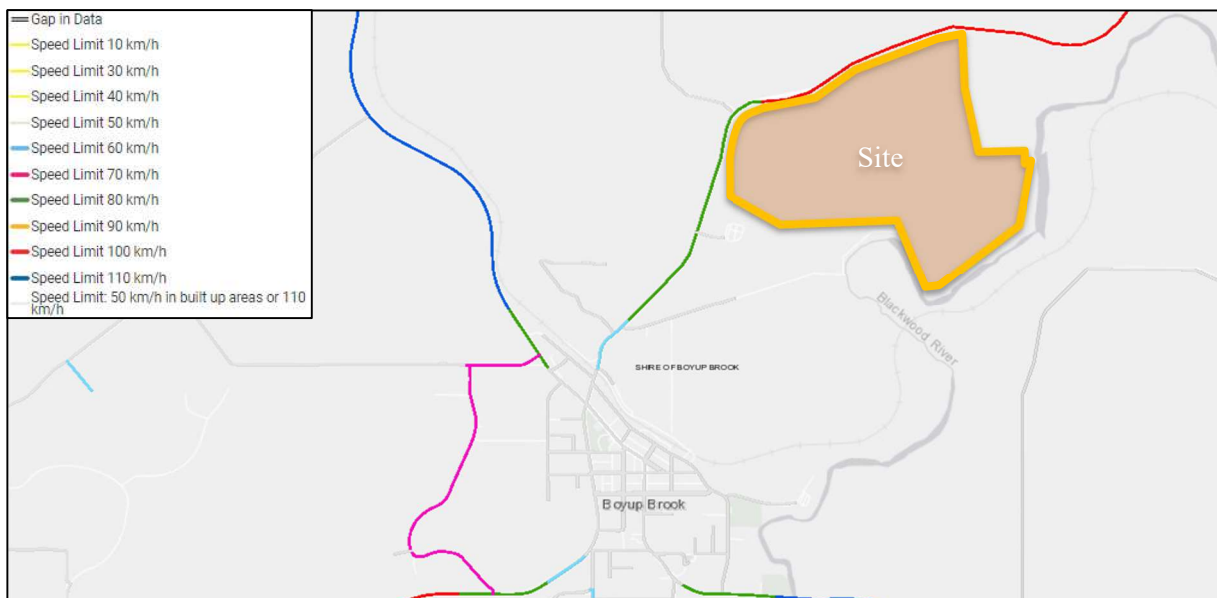 Gap in Data
Speed Limit 10 km/h
Speed Limit 30 km/h
Speed Limit 40 km/h
Speed Limit 50 km/h
Speed Limit 60 km/h
Speed Limit 70 km/h
Speed Limit 80 km/h
Speed Limit 90 km/h
Speed Limit 100 km/h
Speed Limit 110 km/h
Speed Limit: 50 km/h in built up areas or 110
km/h
Site
Blackwood River
SHIRE OF BOYUP BROOK
Boyup Brook